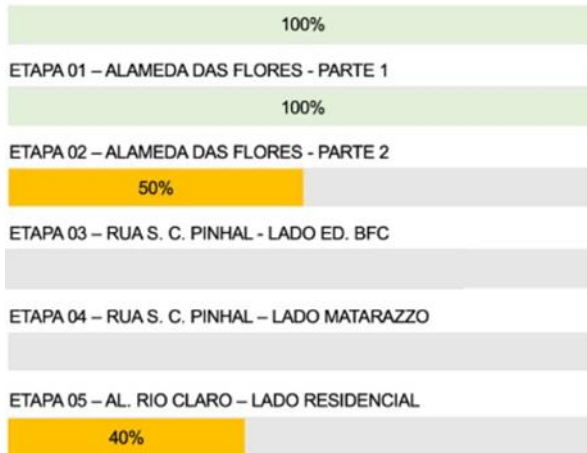 100%
ETAPA 01 – ALAMEDA DAS FLORES - PARTE 1
100%
ETAPA 02 – ALAMEDA DAS FLORES - PARTE 2
50%
ETAPA 03 – RUA S. C. PINHAL - LADO ED. BFC
ETAPA 04 – RUA S. C. PINHAL – LADO MATARAZZO
ETAPA 05 – AL. RIO CLARO – LADO RESIDENCIAL
40%